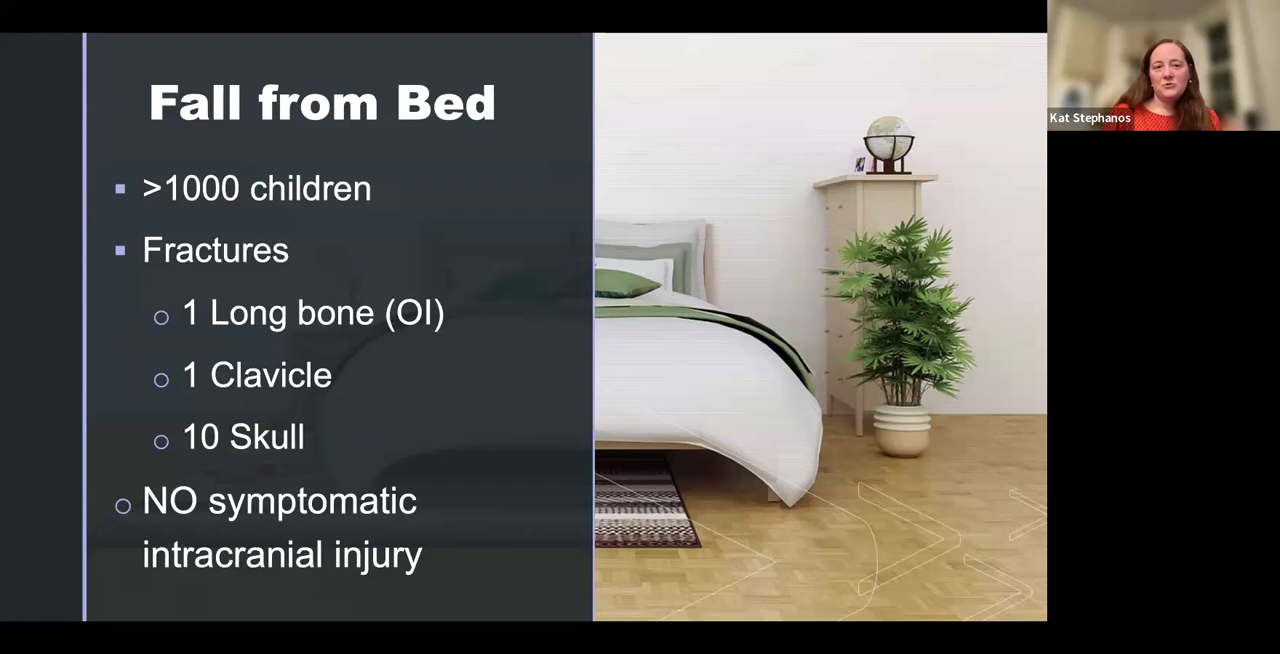 Fall from Bed
>1000 children
Fractures
1 Long bone (OI)
1 Clavicle
10 Skull
NO symptomatic
intracranial injury
Kat Stephanos